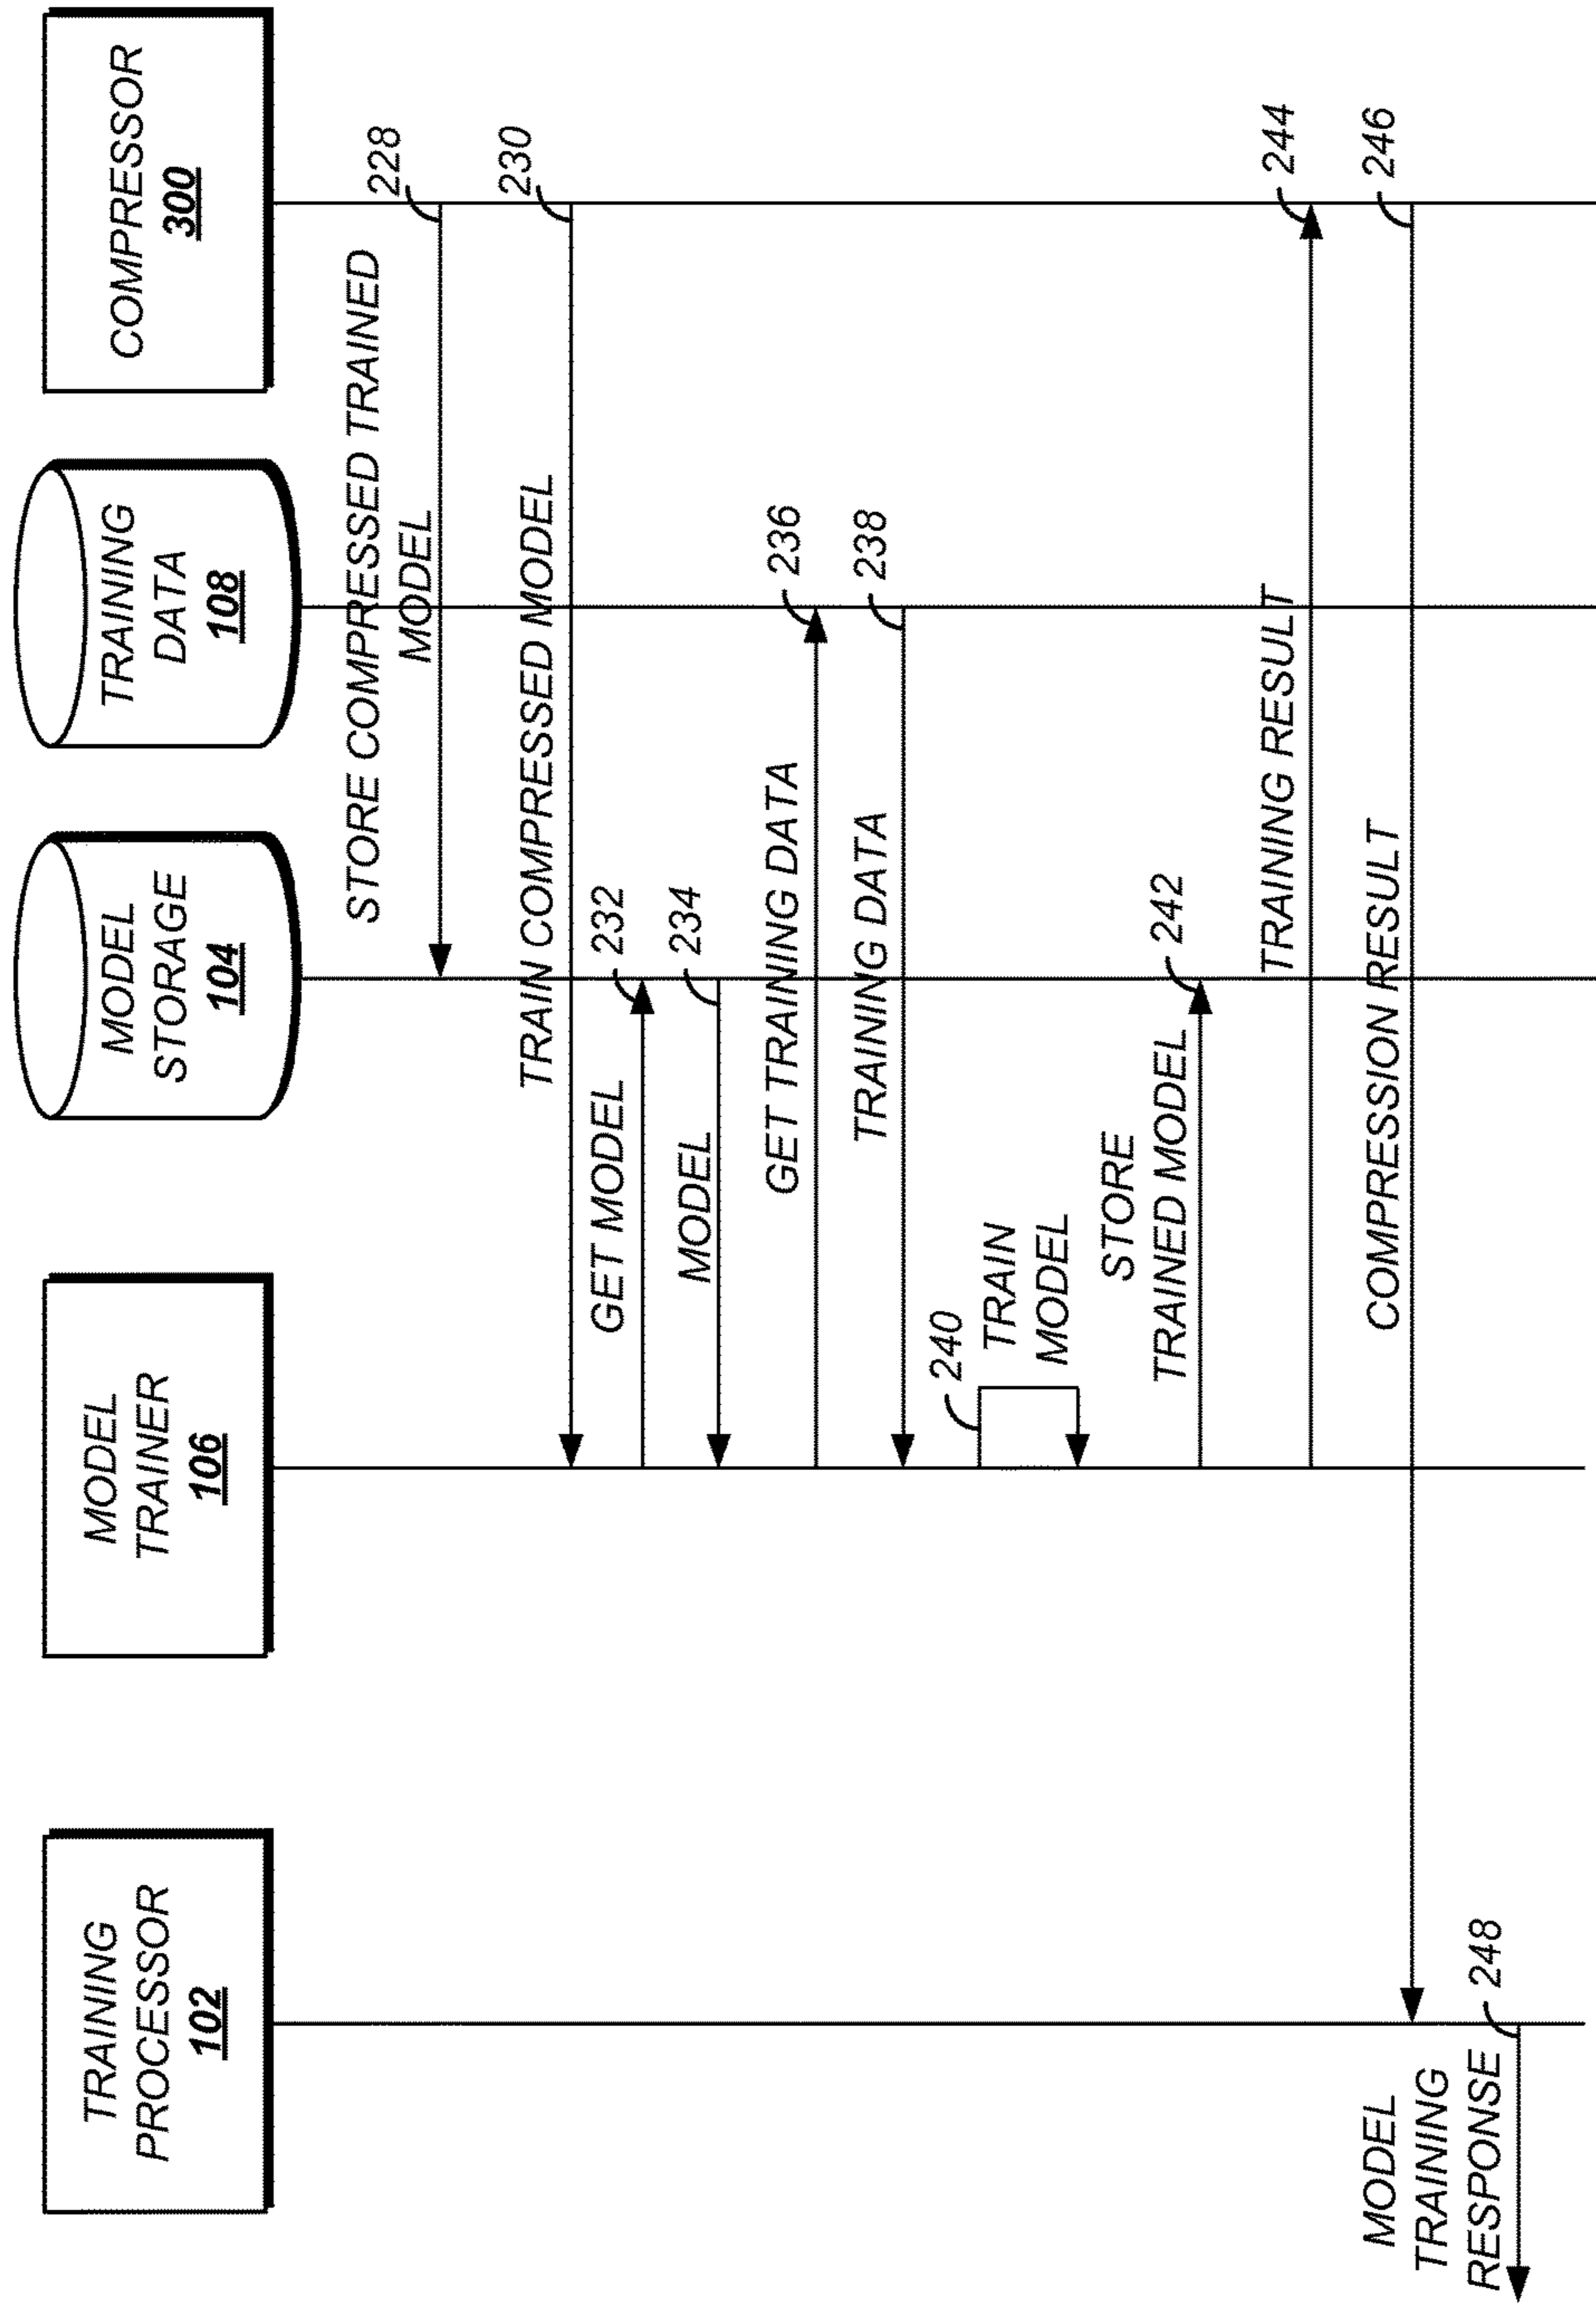 TRAINING
PROCESSOR
102
MODEL
TRAINER
106
MODEL
STORAGE
104
TRAINING
DATA
108
COMPRESSOR
300
228
STORE COMPRESSED TRAINED
MODEL
230
TRAIN COMPRESSED MODEL
232
GET MODEL
234
MODEL
236
GET TRAINING DATA
238
TRAINING DATA
240
TRAIN
MODEL
242
STORE
TRAINED MODEL
244
TRAINING RESULT
246
COMPRESSION RESULT
248
MODEL
TRAINING
RESPONSE